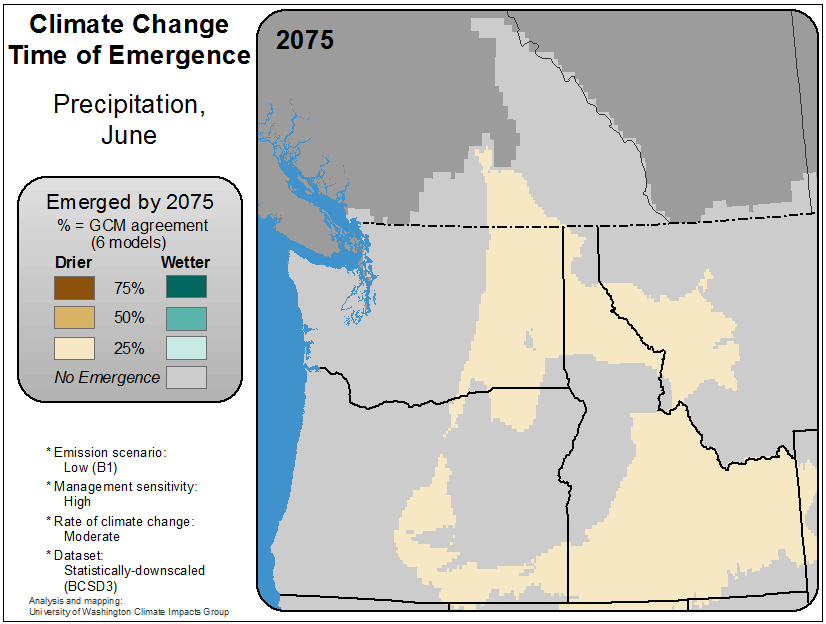 Climate Change
Time of Emergence
Precipitation,
June
2075
Emerged by 2075
% = GCM agreement
(6 models)
Drier Wetter
75%
50%
25%
No Emergence
* Emission scenario:
Low (B1)
* Management sensitivity:
High
* Rate of climate change:
Moderate
* Dataset:
Statistically-downscaled
(BCSD3)
Analysis and mapping:
University of Washington Climate Impacts Group